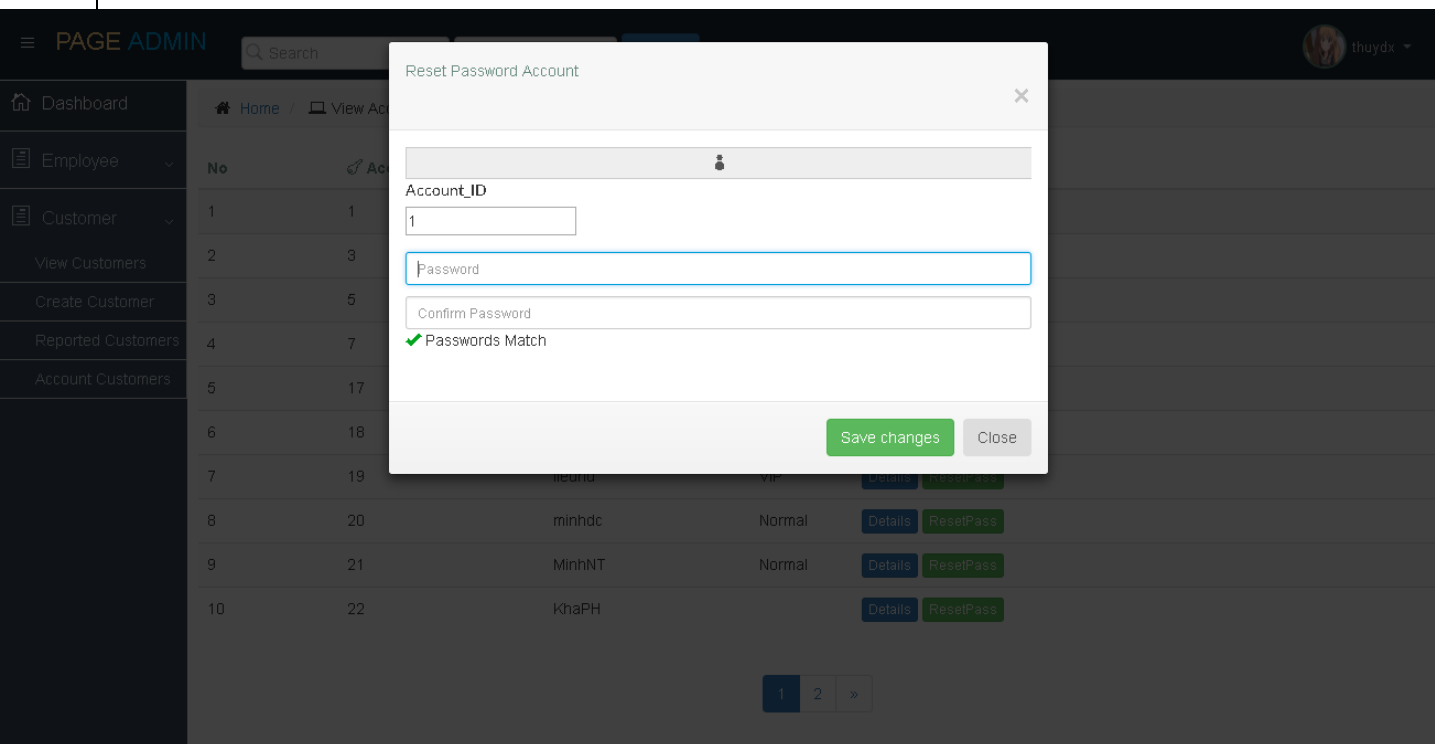 PAGE ADMIN
Search
thuydx
Reset Password Account
×
Dashboard
Home / View Acc
Employee
No Acc
Account_ID
Customer
1 1
1
View Customers
2 3
Password
Create Customer
3 5
Confirm Password
Reported Customers
4 7
Passwords Match
Account Customers
5 17
6 18
Save changes Close
7 19 VIP Details ResetPass
8 20 minhdc Normal Details ResetPass
9 21 MinhNT Normal Details ResetPass
10 22 KhaPH Details ResetPass
1 2 »